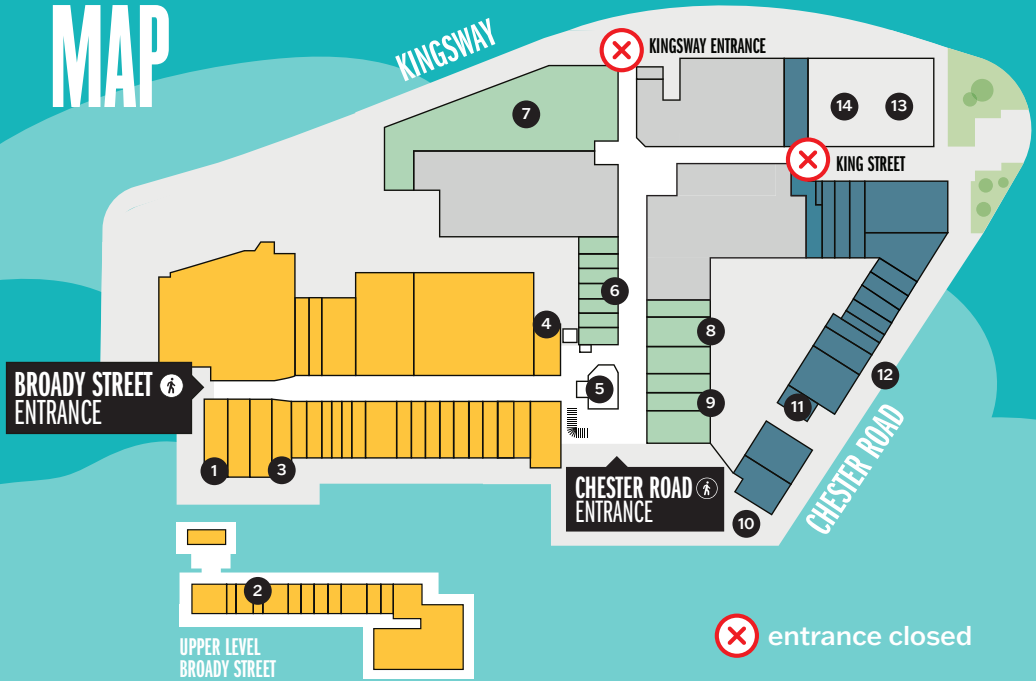 MAP
KINGSWAY
KINGSWAY ENTRANCE
7
14
13
KING STREET
6
4
8
BROADY STREET
ENTRANCE
5
12
9
11
1
3
CHESTER ROAD
ENTRANCE
CHESTER ROAD
10
2
UPPER LEVEL
BROADY STREET
entrance closed